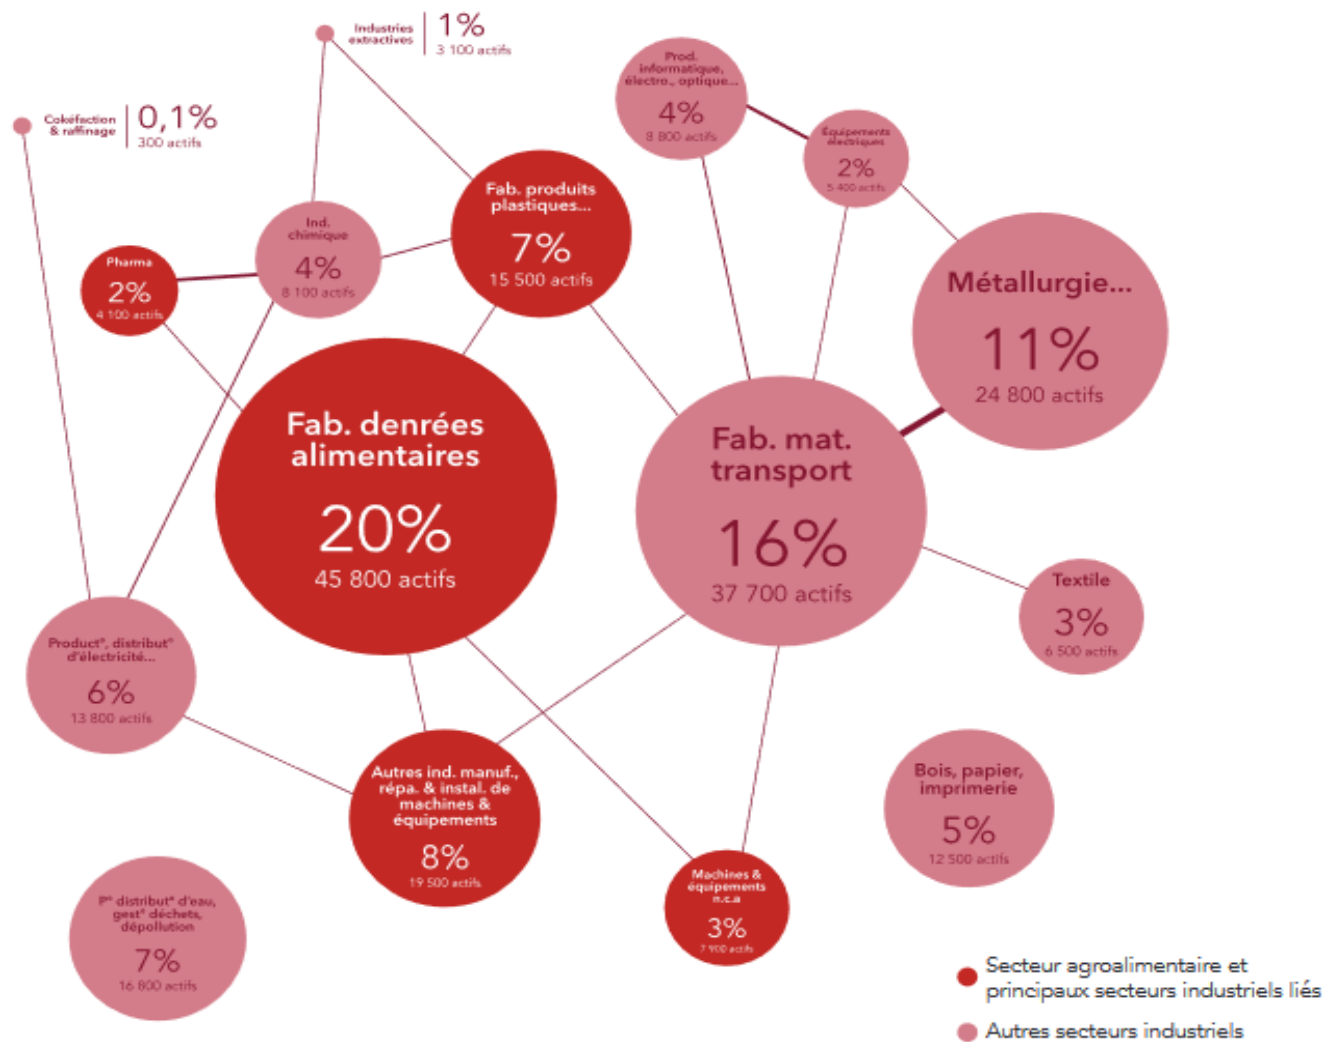 Industries
extractives
1%
3 100 actifs
Cokéfaction
& raffinage
0,1%
300 actifs
Prod.
informatique,
électro., optique...
4%
8 800 actifs
Équipements
électriques
2%
5 400 actifs
Fab. produits
plastiques...
7%
15 500 actifs
Ind.
chimique
4%
8 100 actifs
Pharma
2%
4 100 actifs
Métallurgie...
11%
24 800 actifs
Fab. denrées
alimentaires
20%
45 800 actifs
Fab. mat.
transport
16%
37 700 actifs
Textile
3%
6 500 actifs
Product°, distribut°
d'électricité...
6%
13 800 actifs
Autres ind. manuf.,
répa. & instal. de
machines &
équipements
8%
19 500 actifs
Bois, papier,
imprimerie
5%
12 500 actifs
Machines &
équipements
n.c.a
3%
7 900 actifs
P° distribut° d'eau,
gest° déchets,
dépollution
7%
16 800 actifs
Secteur agroalimentaire et
principaux secteurs industriels liés
Autres secteurs industriels